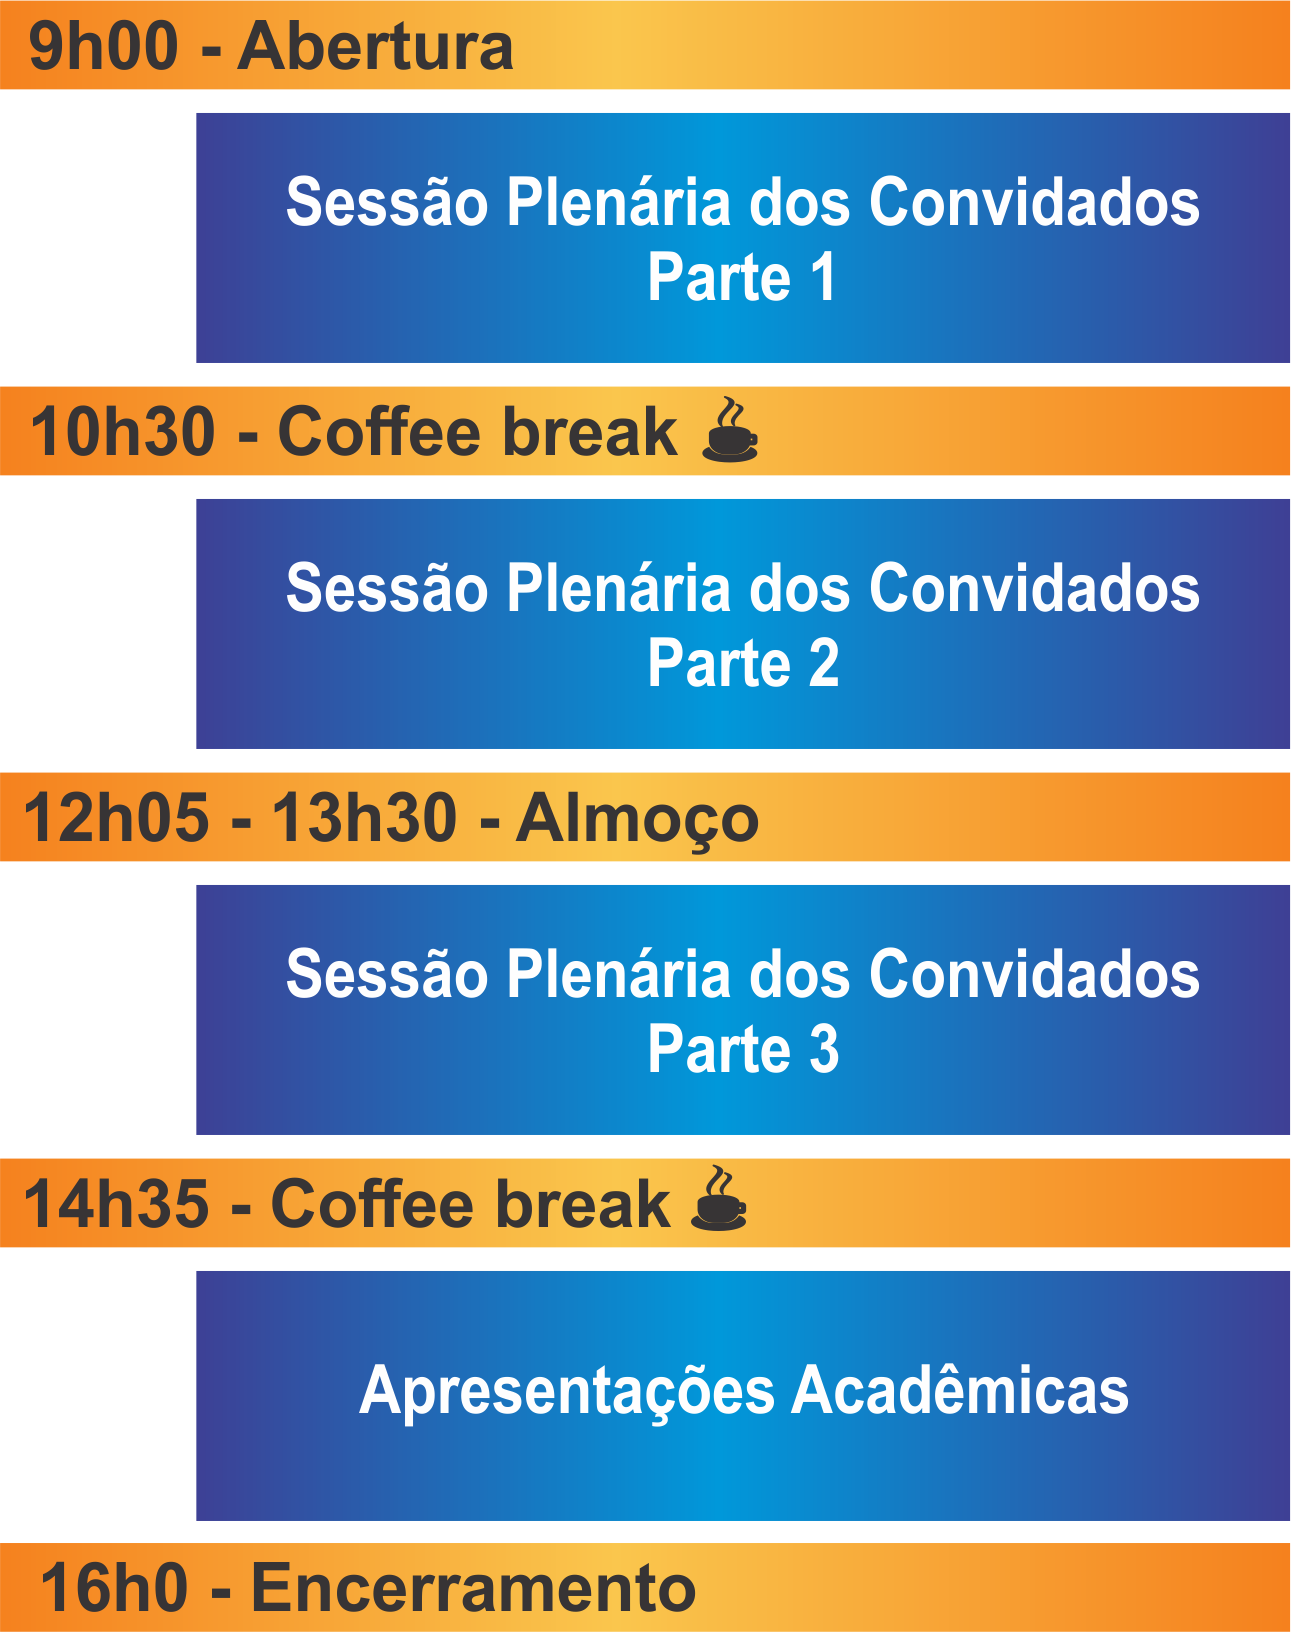 9h00 - Abertura
Sessão Plenária dos Convidados
Parte 1
10h30 - Coffee break
Sessão Plenária dos Convidados
Parte 2
12h05 - 13h30 - Almoço
Sessão Plenária dos Convidados
Parte 3
14h35 - Coffee break
Apresentações Acadêmicas
16h0 - Encerramento